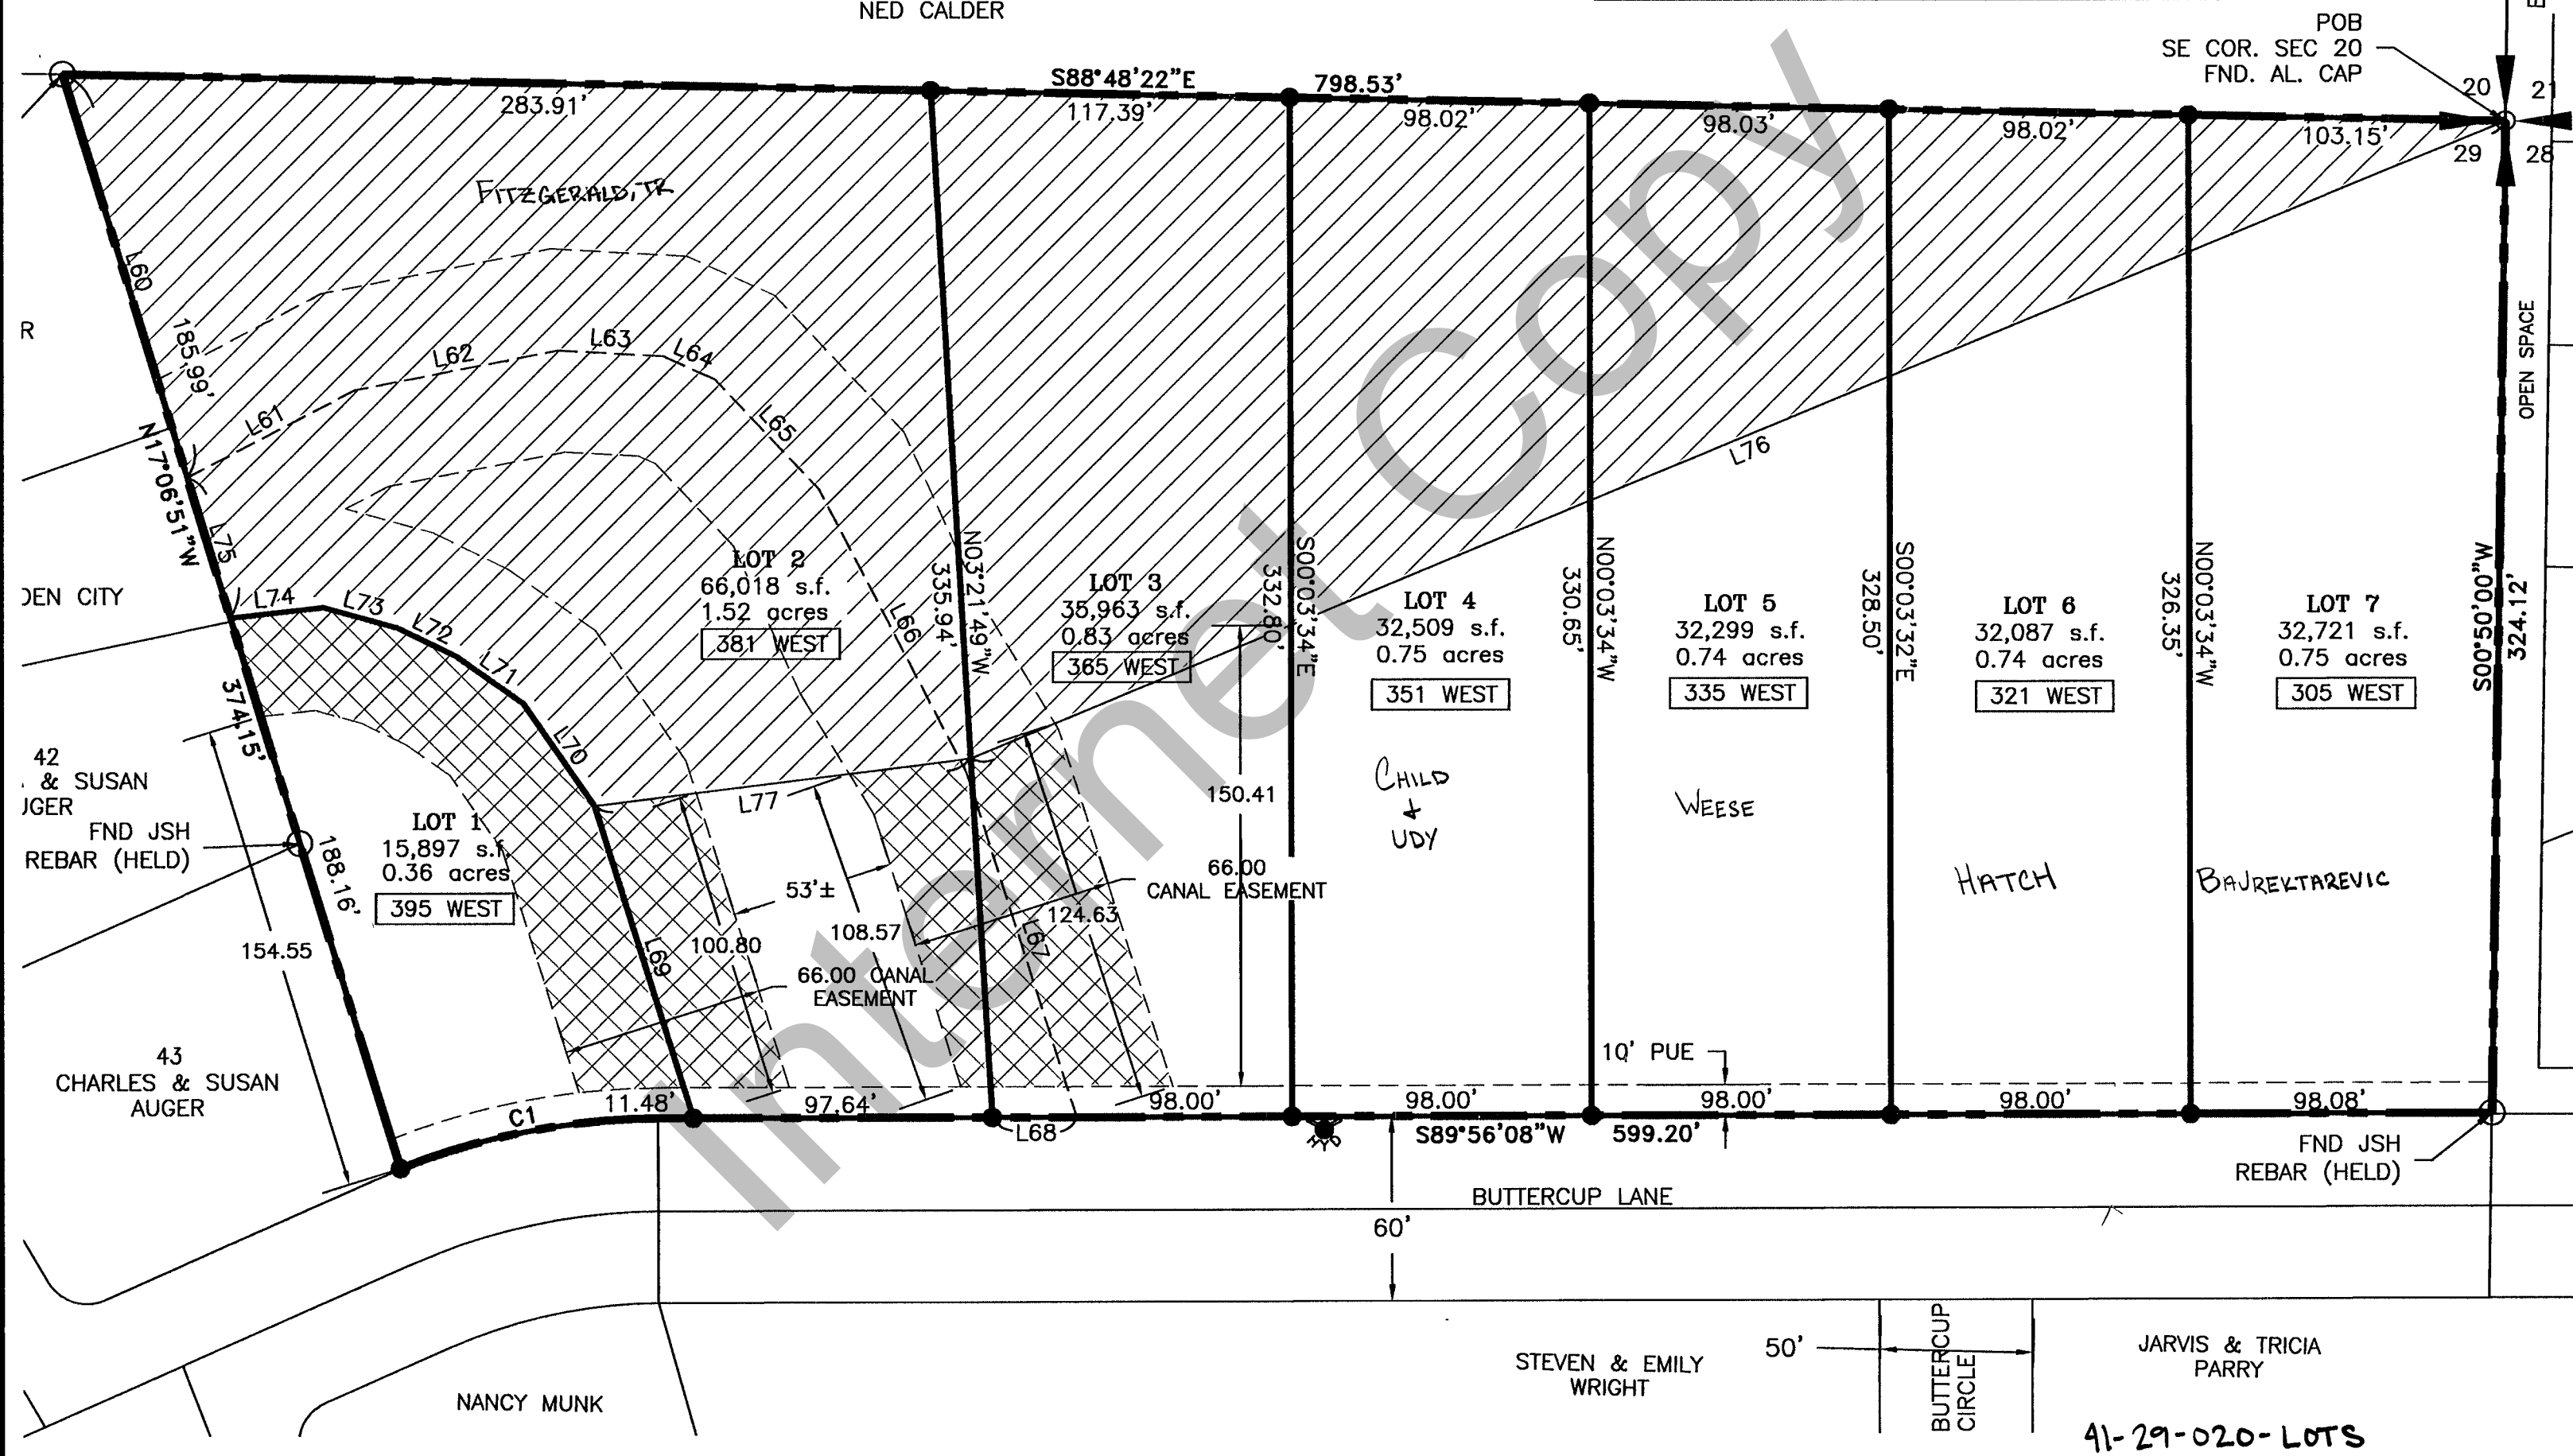 NED CALDER
POB
SE COR. SEC 20
FND. AL. CAP
20
21
29
28
S88°48'22"E
798.53'
283.91'
117.39'
98.02'
98.03'
98.02'
103.15'
FITZGERALD, TR
L60
185.99'
N17°06'51"W
L61
L62
L63
L64
L65
L66
L75
L74
L73
L72
L71
L70
L69
L77
L67
L68
L76
374.15'
188.16'
R
DEN CITY
42
& SUSAN
UGER
FND JSH
REBAR (HELD)
43
CHARLES & SUSAN
AUGER
154.55
LOT 1
15,897 s.f.
0.36 acres
395 WEST
LOT 2
66,018 s.f.
1.52 acres
381 WEST
N03°21'49"W
335.94'
LOT 3
35,963 s.f.
0.83 acres
365 WEST
S00°03'34"E
332.80'
LOT 4
32,509 s.f.
0.75 acres
351 WEST
N00°03'34"W
330.65'
LOT 5
32,299 s.f.
0.74 acres
335 WEST
S00°03'32"E
328.50'
LOT 6
32,087 s.f.
0.74 acres
321 WEST
N00°03'34"W
326.35'
LOT 7
32,721 s.f.
0.75 acres
305 WEST
S00°50'00"W
324.12'
OPEN SPACE
CHILD
+
UDY
WEESE
HATCH
BAJREKTAREVIC
150.41
53'±
100.80
108.57
124.63
66.00
CANAL EASEMENT
66.00 CANAL
EASEMENT
10' PUE
C1
11.48'
97.64'
98.00'
98.00'
98.00'
98.00'
98.08'
HYD
S89°56'08"W
599.20'
FND JSH
REBAR (HELD)
BUTTERCUP LANE
60'
50'
BUTTERCUP
CIRCLE
STEVEN & EMILY
WRIGHT
JARVIS & TRICIA
PARRY
NANCY MUNK
41-29-020-LOTS
Internet Copy